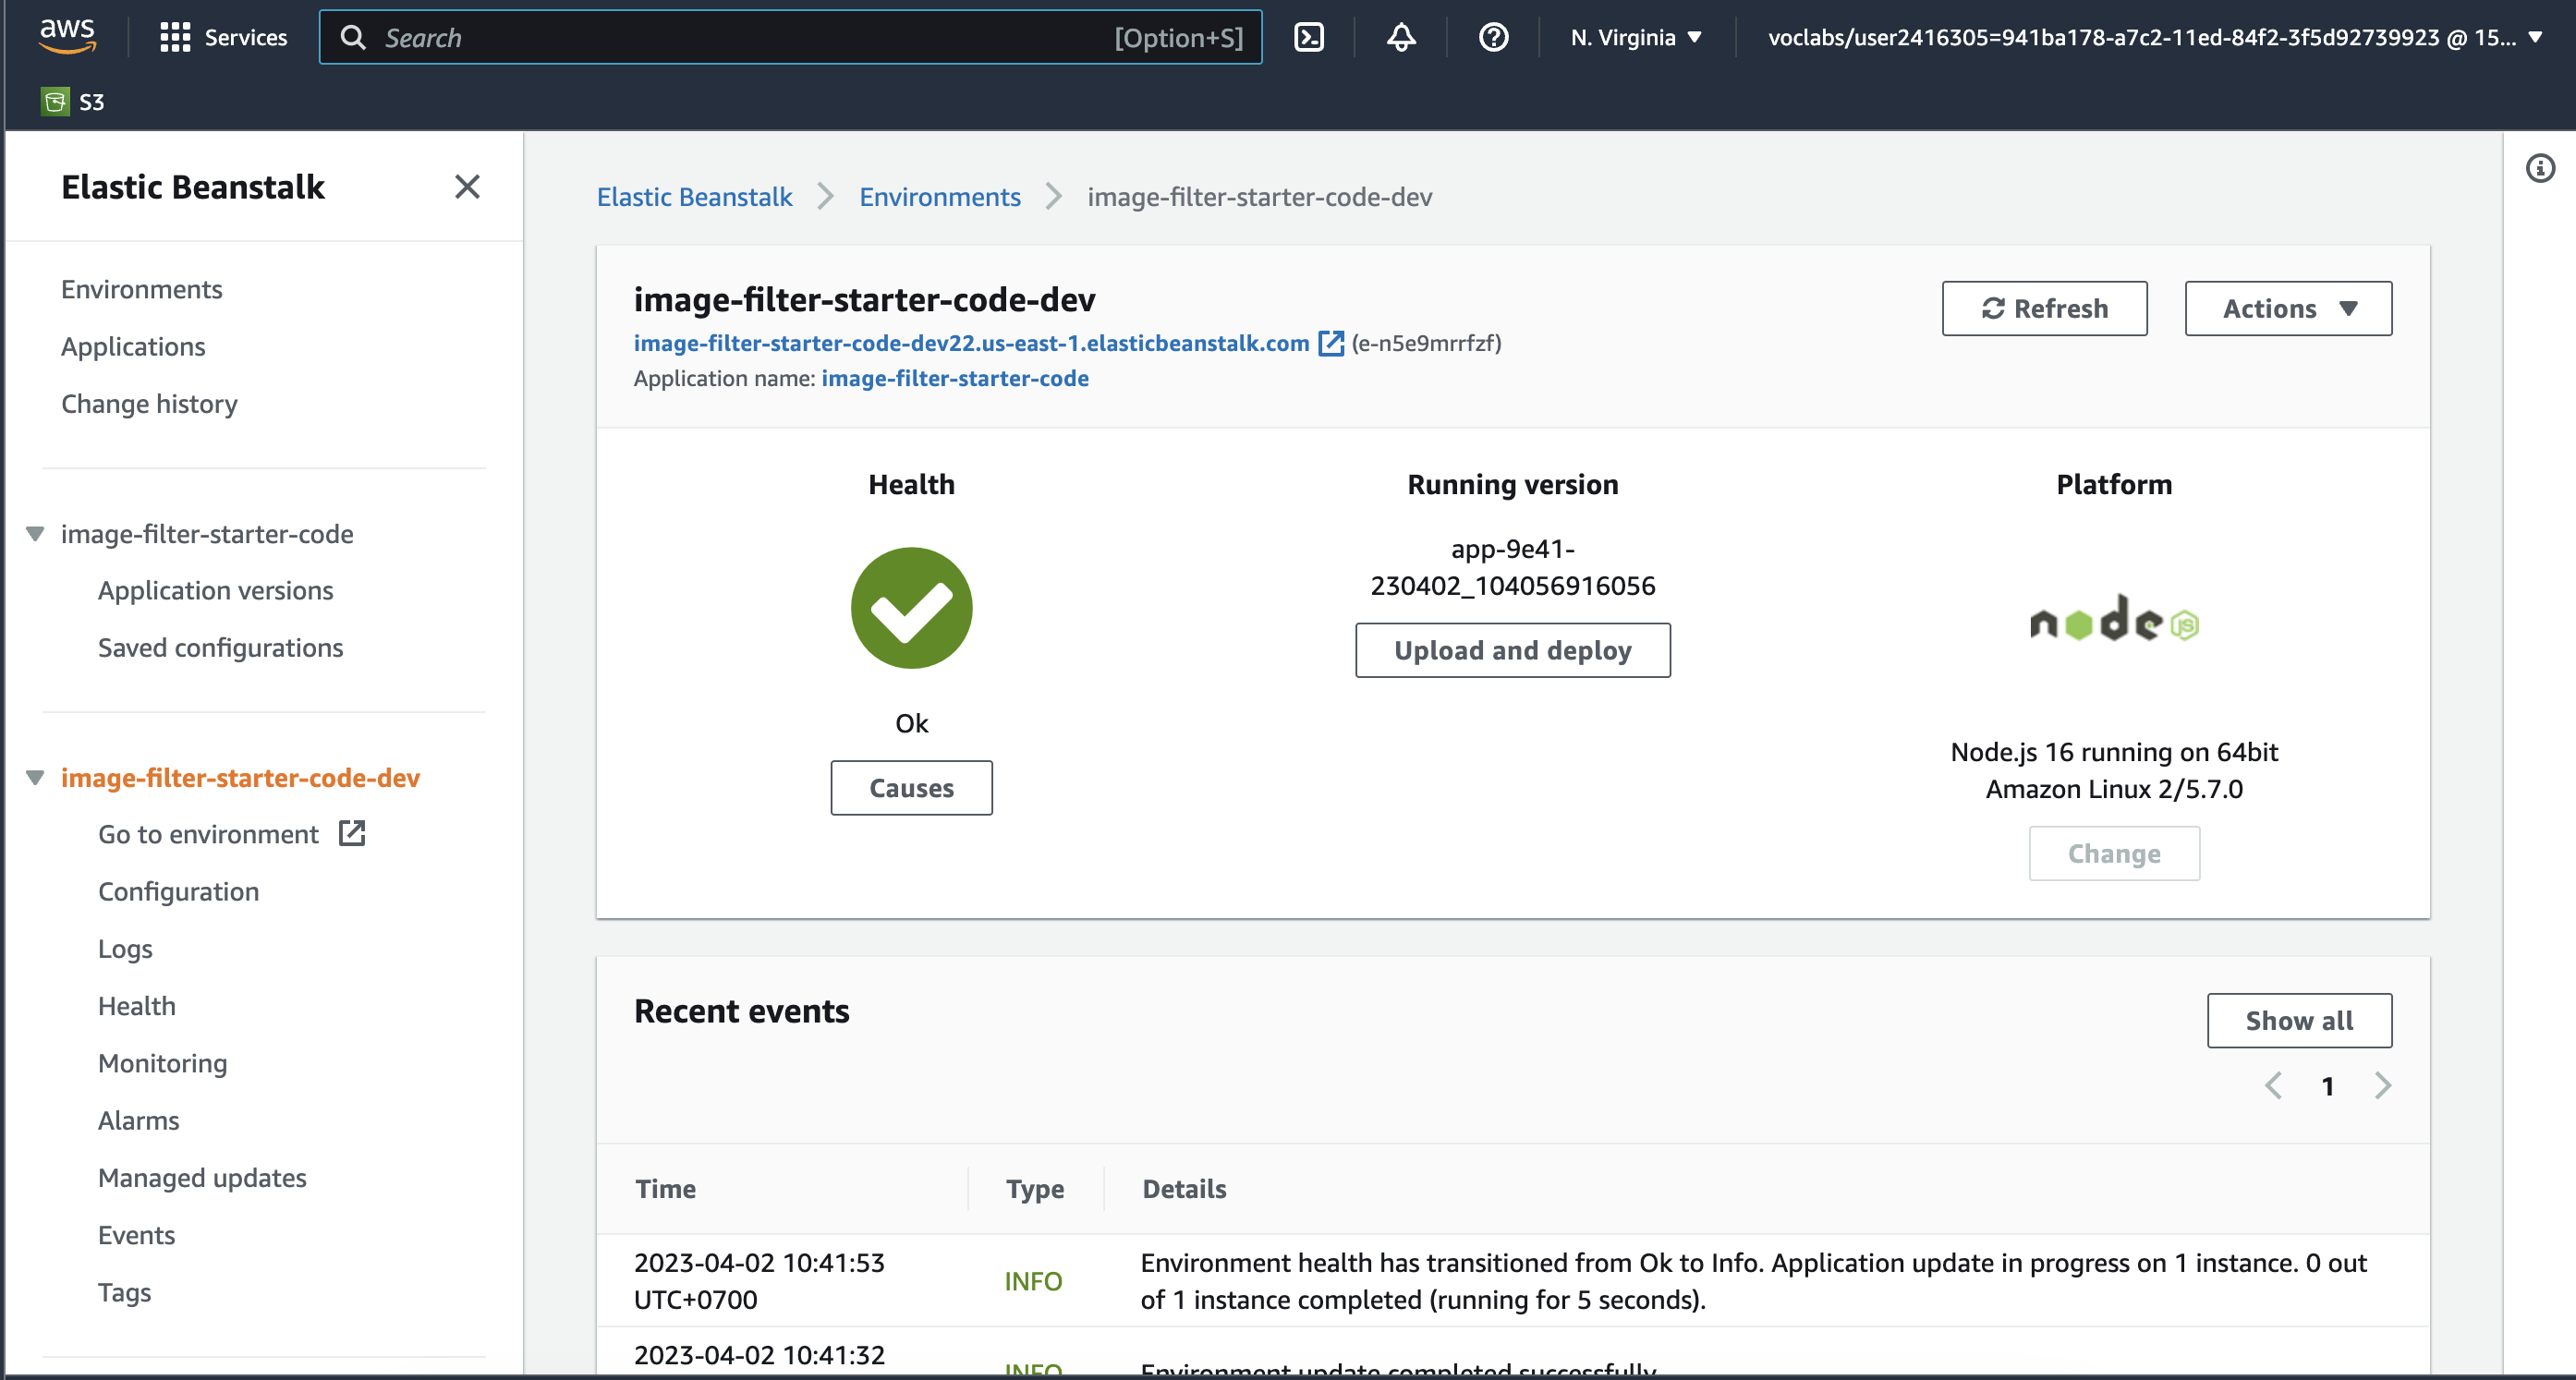 aws
Services
Search
[Option+S]
N. Virginia
voclabs/user2416305=941ba178-a7c2-11ed-84f2-3f5d92739923 @ 15...
S3
Elastic Beanstalk
Environments
Applications
Change history
image-filter-starter-code
Application versions
Saved configurations
image-filter-starter-code-dev
Go to environment
Configuration
Logs
Health
Monitoring
Alarms
Managed updates
Events
Tags
Elastic Beanstalk
Environments
image-filter-starter-code-dev
image-filter-starter-code-dev
image-filter-starter-code-dev22.us-east-1.elasticbeanstalk.com (e-n5e9mrrfzf)
Application name: image-filter-starter-code
Refresh
Actions
Health
Ok
Causes
Running version
app-9e41-
230402_104056916056
Upload and deploy
Platform
node JS
Node.js 16 running on 64bit
Amazon Linux 2/5.7.0
Change
Recent events
Show all
1
Time
Type
Details
2023-04-02 10:41:53
UTC+0700
INFO
Environment health has transitioned from Ok to Info. Application update in progress on 1 instance. 0 out
of 1 instance completed (running for 5 seconds).
2023-04-02 10:41:32
INFO
Environment update completed successfully.